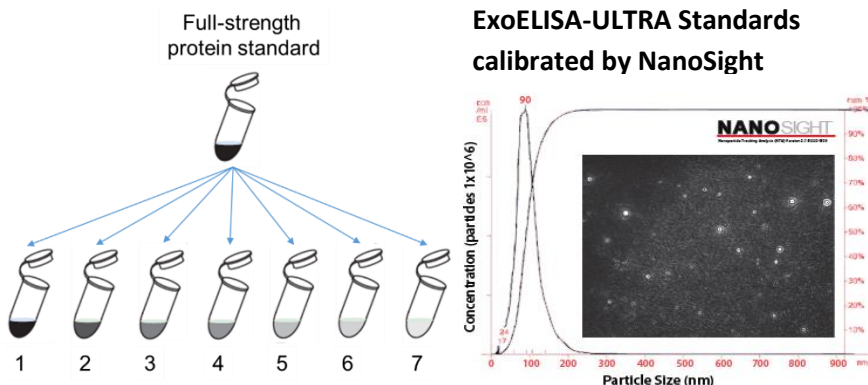 Full-strength
protein standard
1 2 3 4 5 6 7
ExoELISA-ULTRA Standards
calibrated by NanoSight
90
NANOSIGHT
90%
80%
70%
60%
50%
40%
30%
20%
10%
24
17
Concentration (particles 1x10^6)
0 100 200 300 400 500 600 700 800 900
Particle Size (nm)